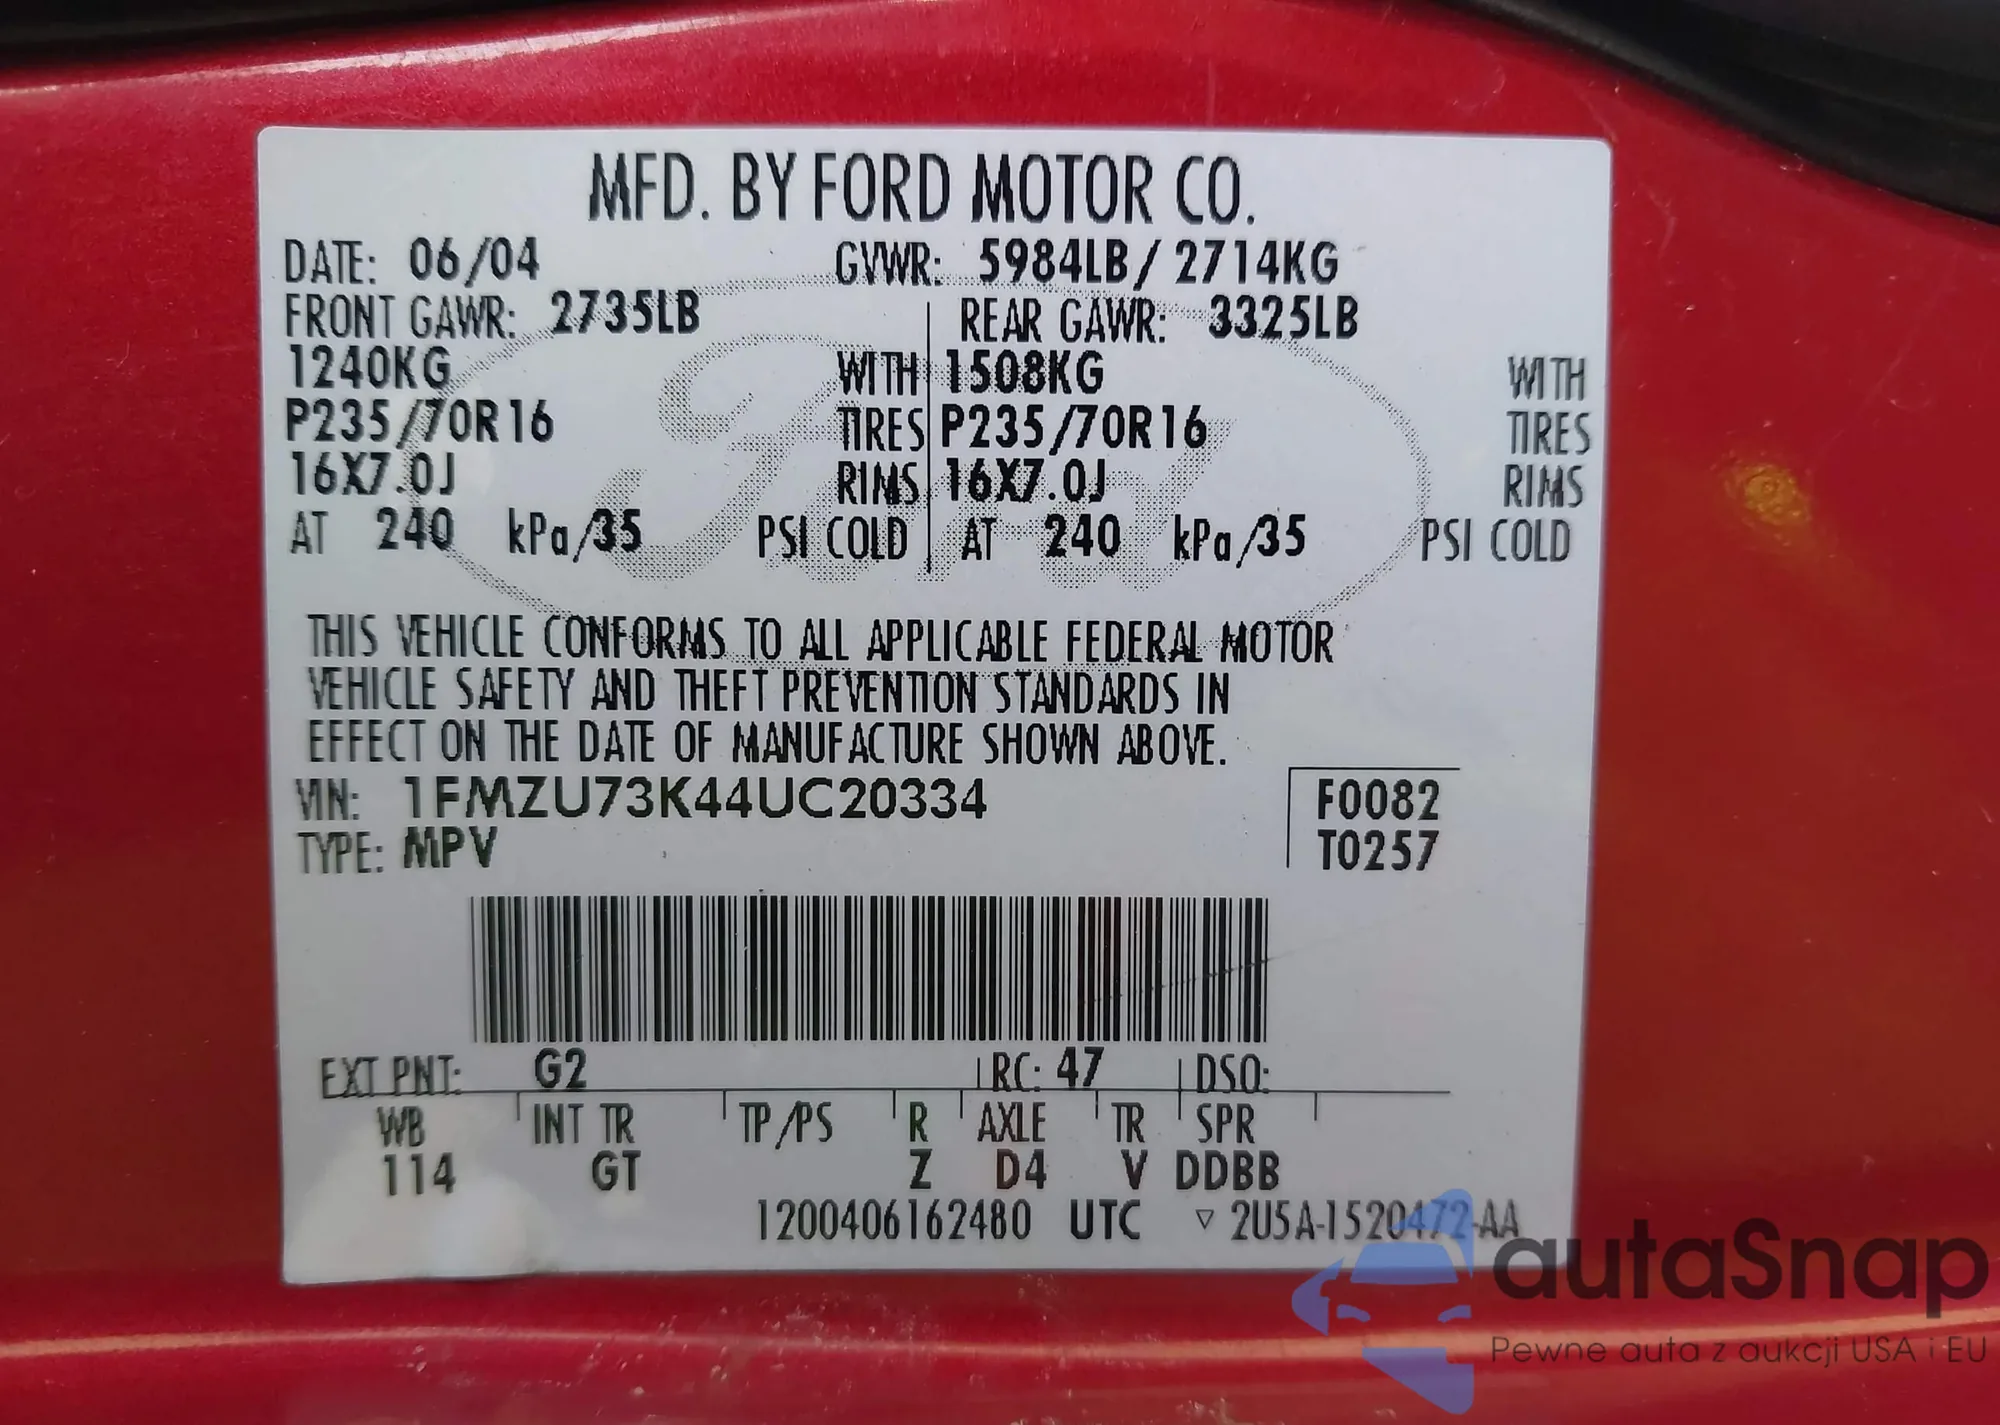 MFD. BY FORD MOTOR CO.
DATE: 06/04 GVWR: 5984LB/2714KG
FRONT GAWR: 2735LB REAR GAWR: 3325LB
1240KG WITH 1508KG WITH
P235/70R16 TIRES P235/70R16 TIRES
16X7.0J RIMS 16X7.0J RIMS
AT 240 kPa/35 PSI COLD AT 240 kPa/35 PSI COLD
Ford
THIS VEHICLE CONFORMS TO ALL APPLICABLE FEDERAL MOTOR
VEHICLE SAFETY AND THEFT PREVENTION STANDARDS IN
EFFECT ON THE DATE OF MANUFACTURE SHOWN ABOVE.
VIN: 1FMZU73K44UC20334 F0082
TYPE: MPV T0257
EXT PNT: G2 RC: 47 DSO:
WB INT TR TP/PS R AXLE TR SPR
114 GT Z D4 V DDBB
1200406162480 UTC ▽ 2U5A-1520472-AA
autaSnap
Pewne auta z aukcji USA i EU